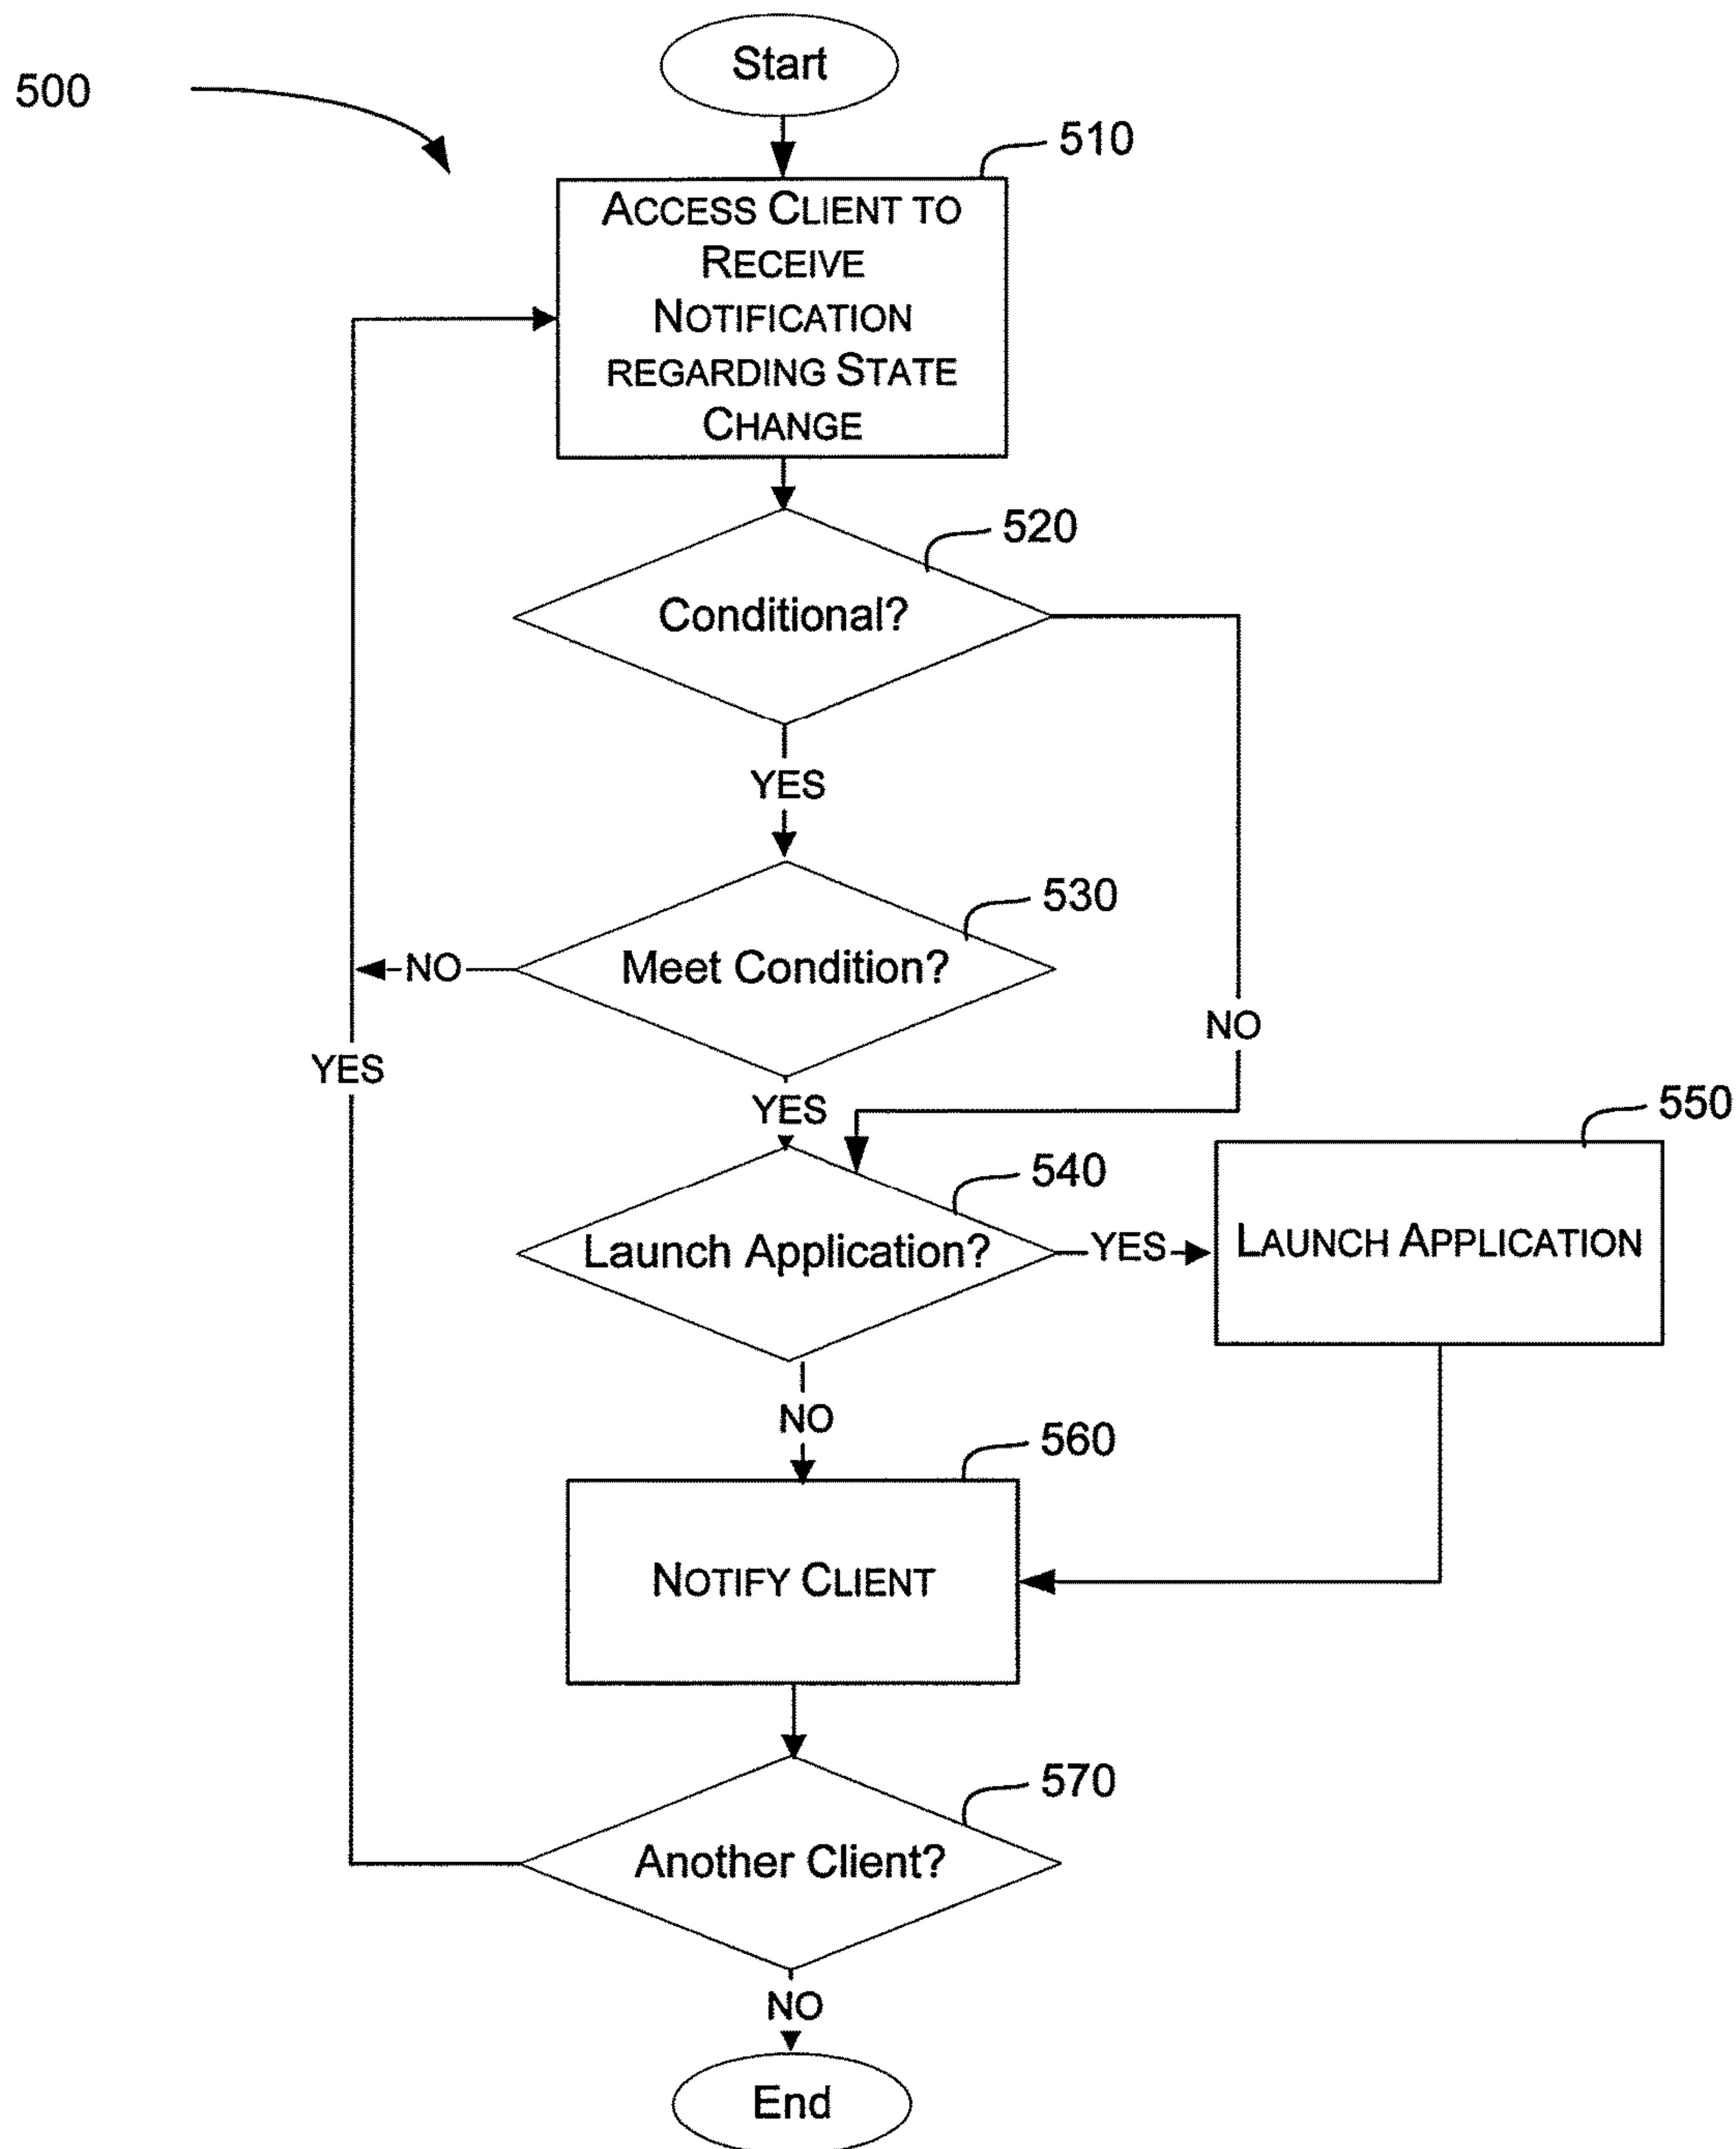 Start
500
510
ACCESS CLIENT TO
RECEIVE
NOTIFICATION
REGARDING STATE
CHANGE
520
Conditional?
YES
530
Meet Condition?
NO
NO
YES
YES
550
540
Launch Application?
YES
LAUNCH APPLICATION
NO
560
NOTIFY CLIENT
570
Another Client?
NO
End